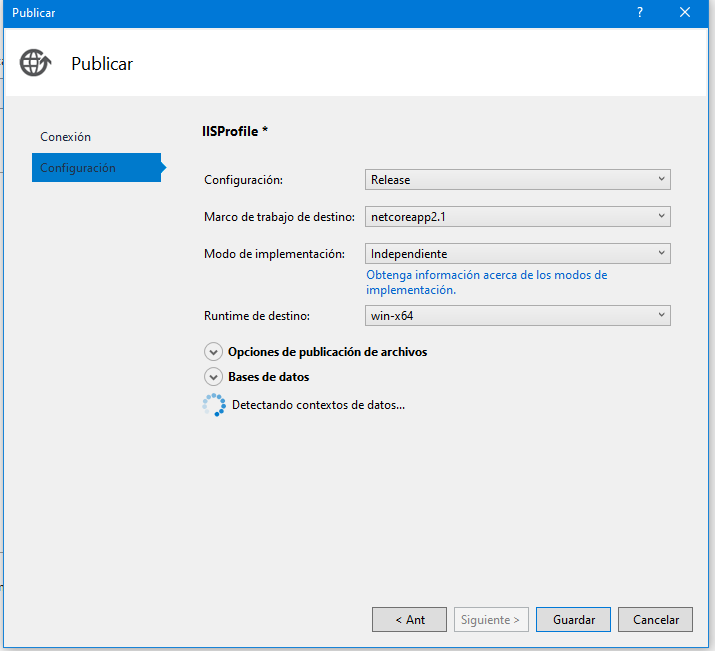 Publicar
?
Publicar
Conexión
Configuración
IISProfile *
Configuración: Release
Marco de trabajo de destino: netcoreapp2.1
Modo de implementación: Independiente
Obtenga información acerca de los modos de
implementación.
Runtime de destino: win-x64
Opciones de publicación de archivos
Bases de datos
Detectando contextos de datos...
< Ant Siguiente > Guardar Cancelar